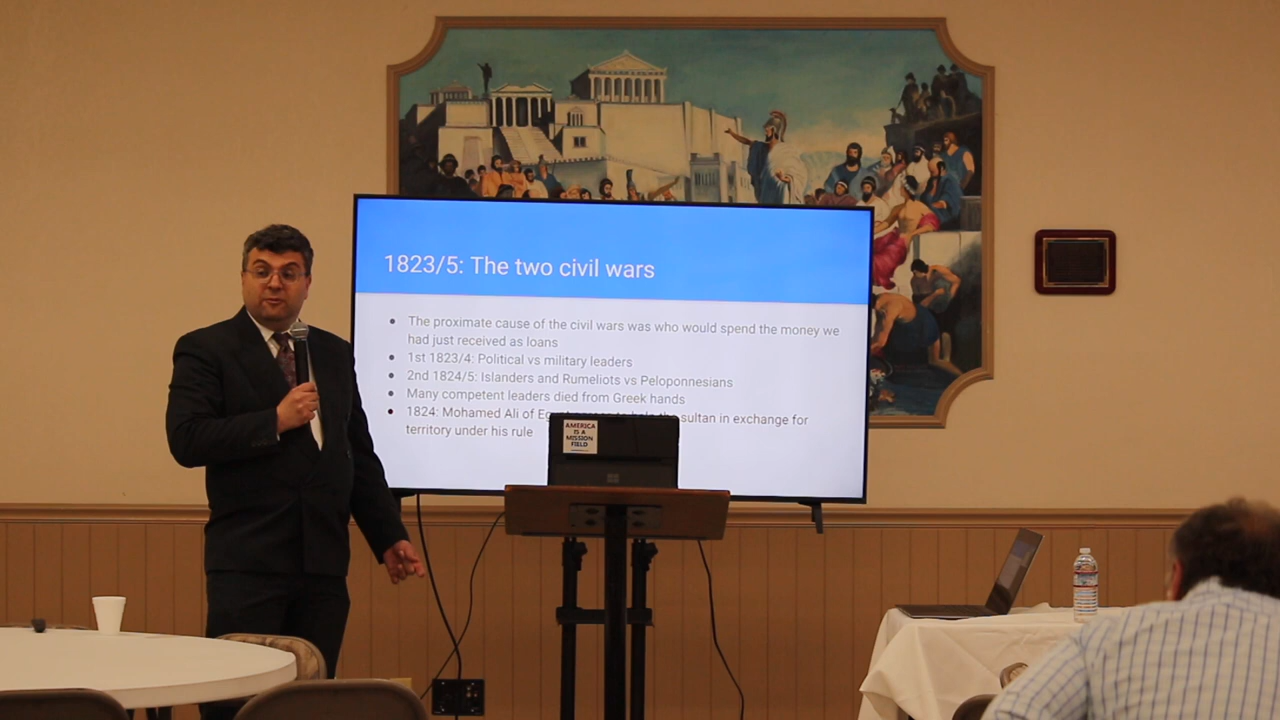 1823/5: The two civil wars
The proximate cause of the civil wars was who would spend the money we
had just received as loans
1st 1823/4: Political vs military leaders
2nd 1824/5: Islanders and Rumeliots vs Peloponnesians
Many competent leaders died from Greek hands
1824: Mohamed Ali of the sultan in exchange for
territory under his rule
AMERICA
IS A
MISSION
FIELD